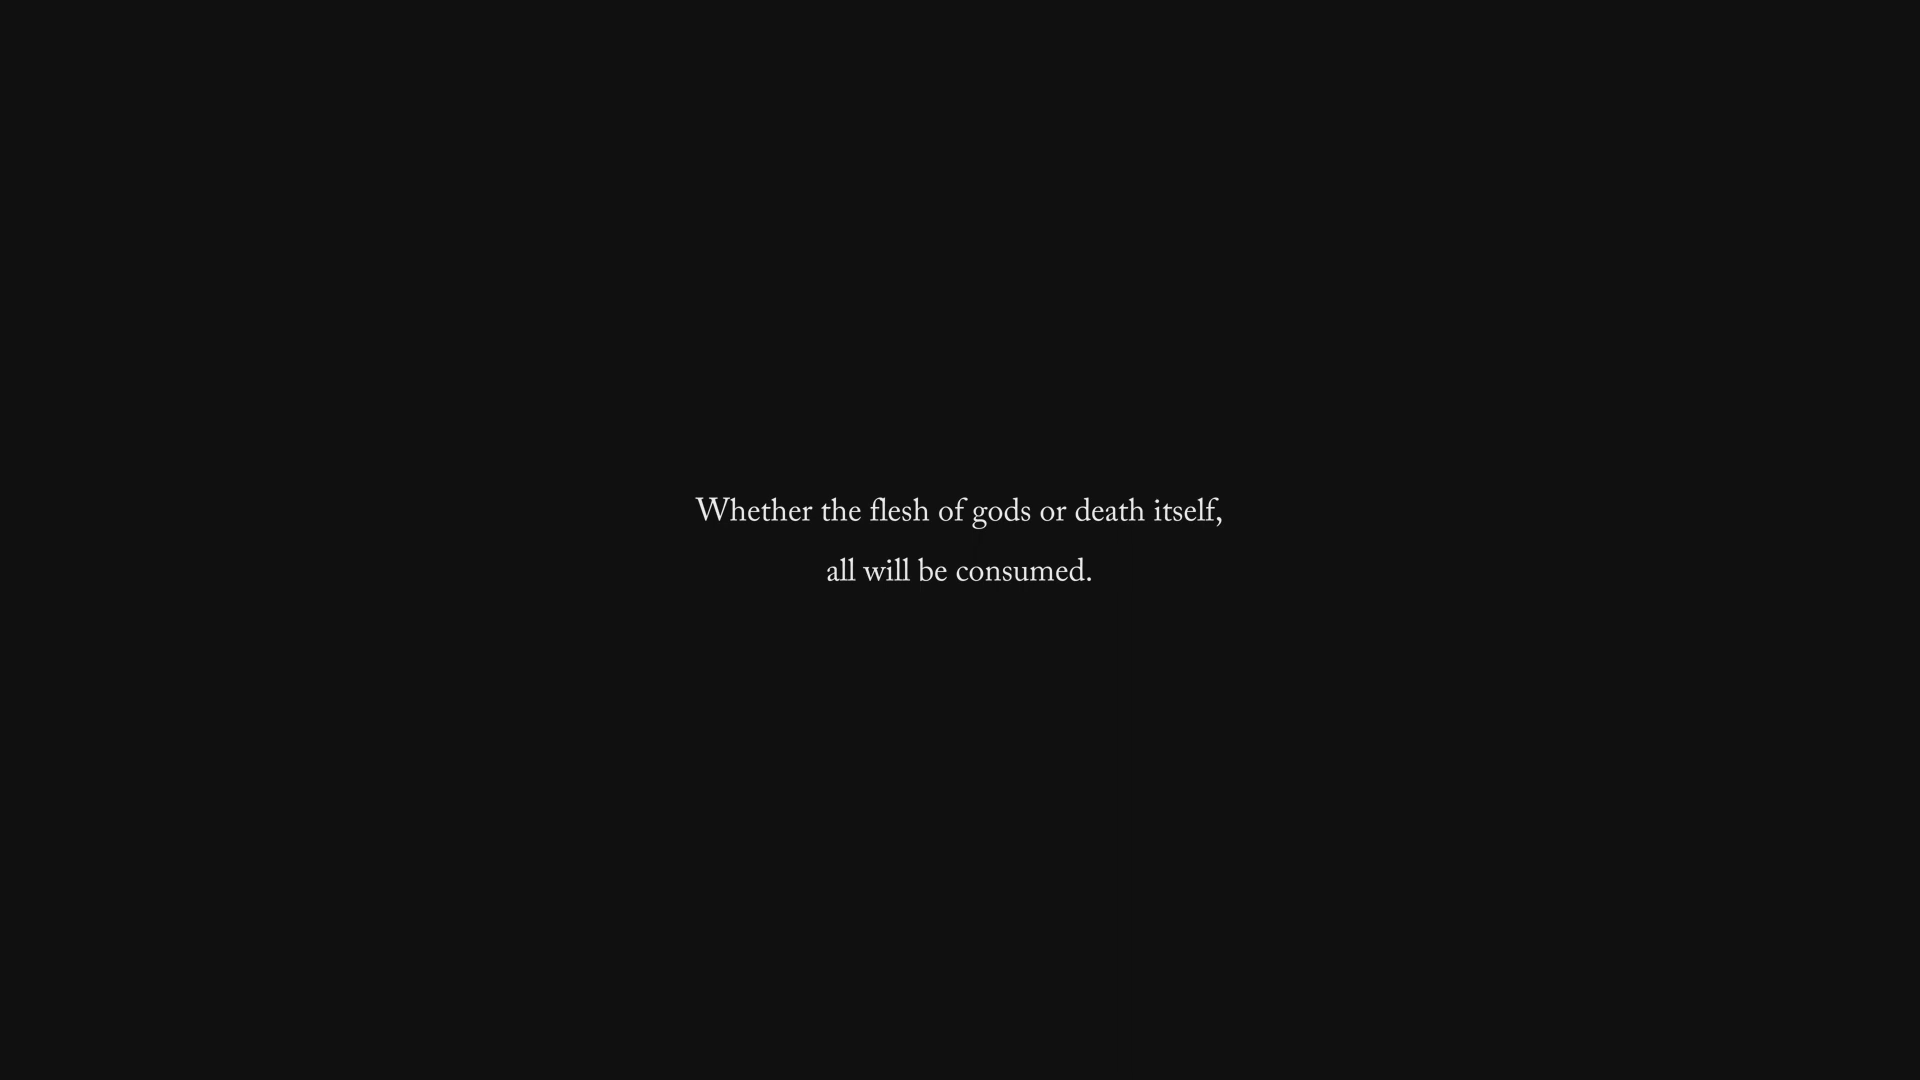 Whether the flesh of gods or death itself,
all will be consumed.